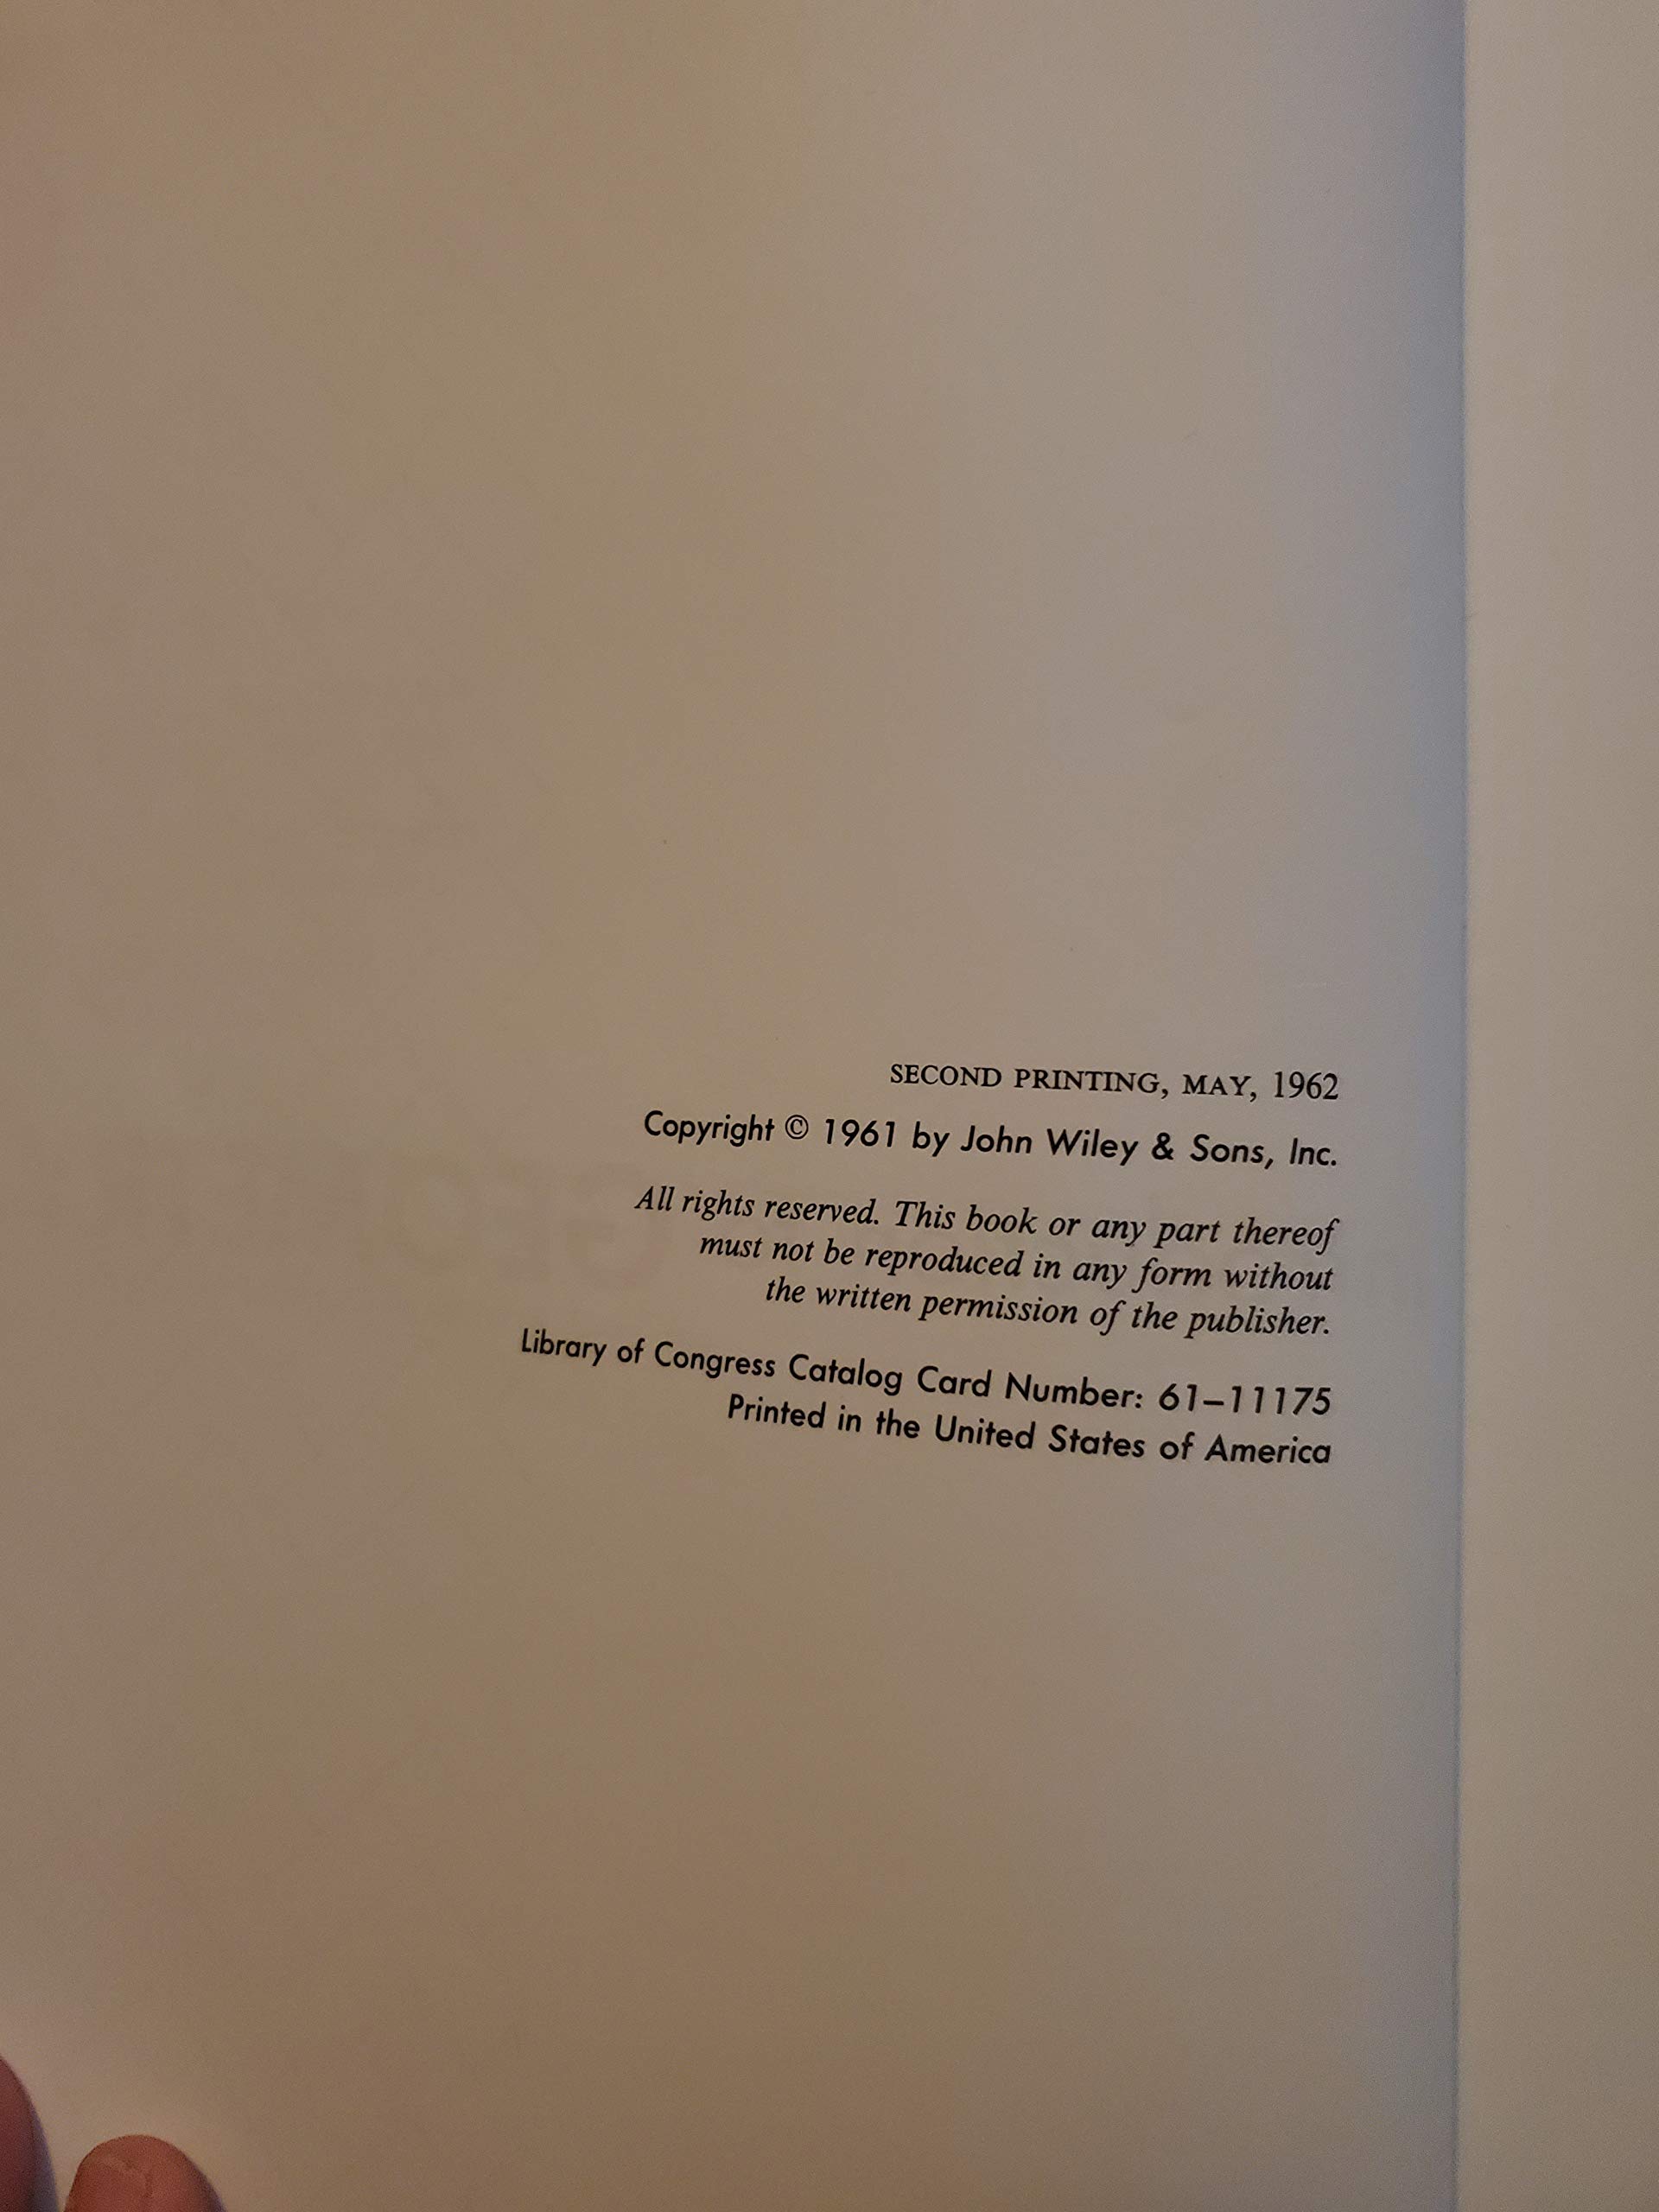 SECOND PRINTING, MAY, 1962
Copyright © 1961 by John Wiley & Sons, Inc.
All rights reserved. This book or any part thereof
must not be reproduced in any form without
the written permission of the publisher.
Library of Congress Catalog Card Number: 61–11175
Printed in the United States of America